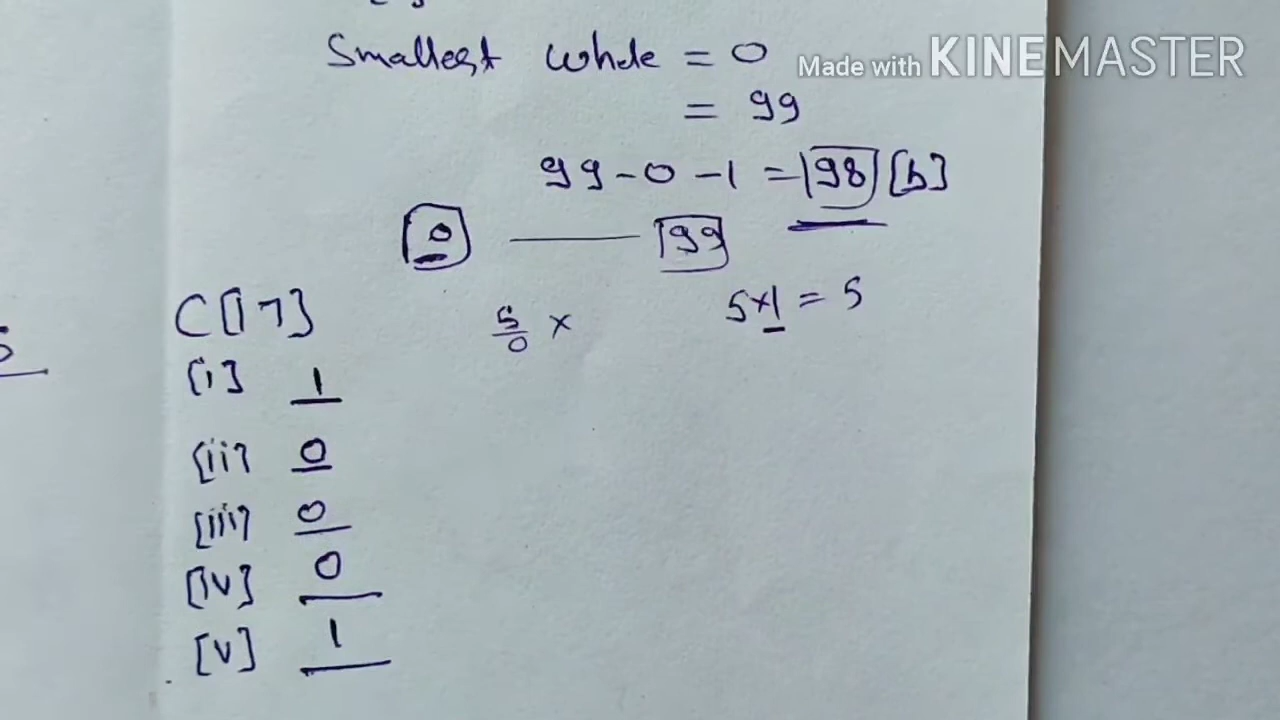 Smallest whole = 0
Made with KINEMASTER
= 99
99 - 0 - 1 = 98 [b]
0 — 99
C[17]
5/0 ×
5×1 = 5
[i] 1
[ii] 0
[iii] 0
[iv] 0
[v] 1